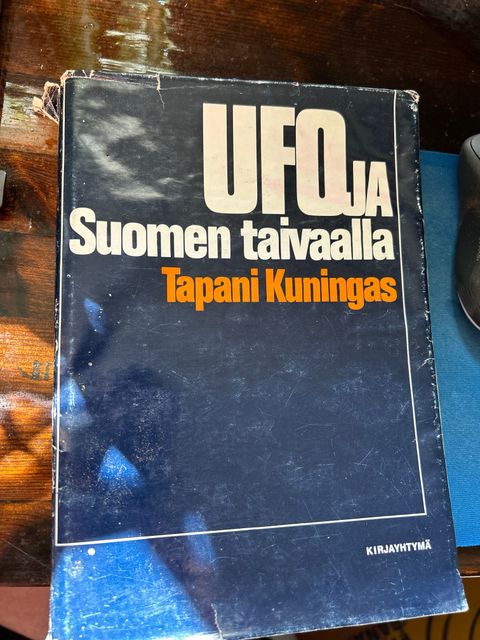 UFOJA
Suomen taivaalla
Tapani Kuningas
KIRJAYHTYMÄ